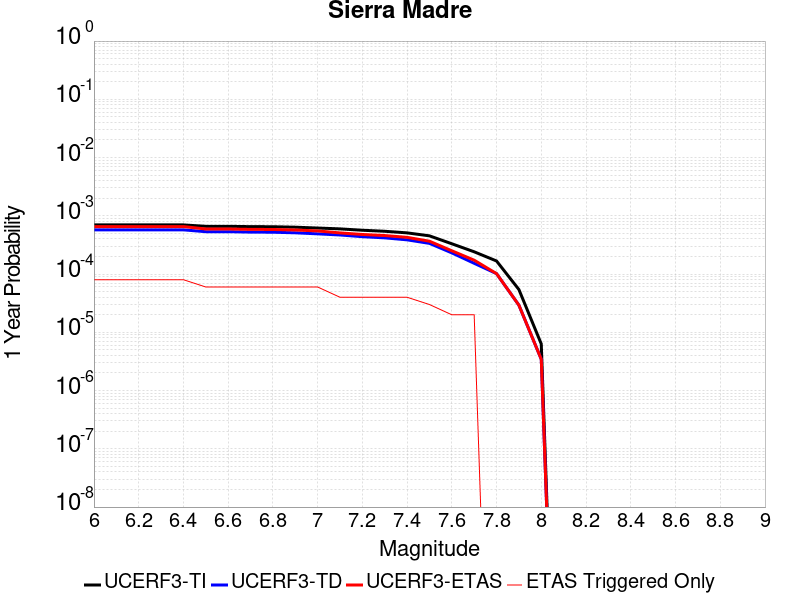 Sierra Madre
10 0
10 -1
10 -2
10 -3
10 -4
10 -5
10 -6
10 -7
10 -8
1 Year Probability
6 6.2 6.4 6.6 6.8 7 7.2 7.4 7.6 7.8 8 8.2 8.4 8.6 8.8 9
Magnitude
UCERF3-TI UCERF3-TD UCERF3-ETAS ETAS Triggered Only